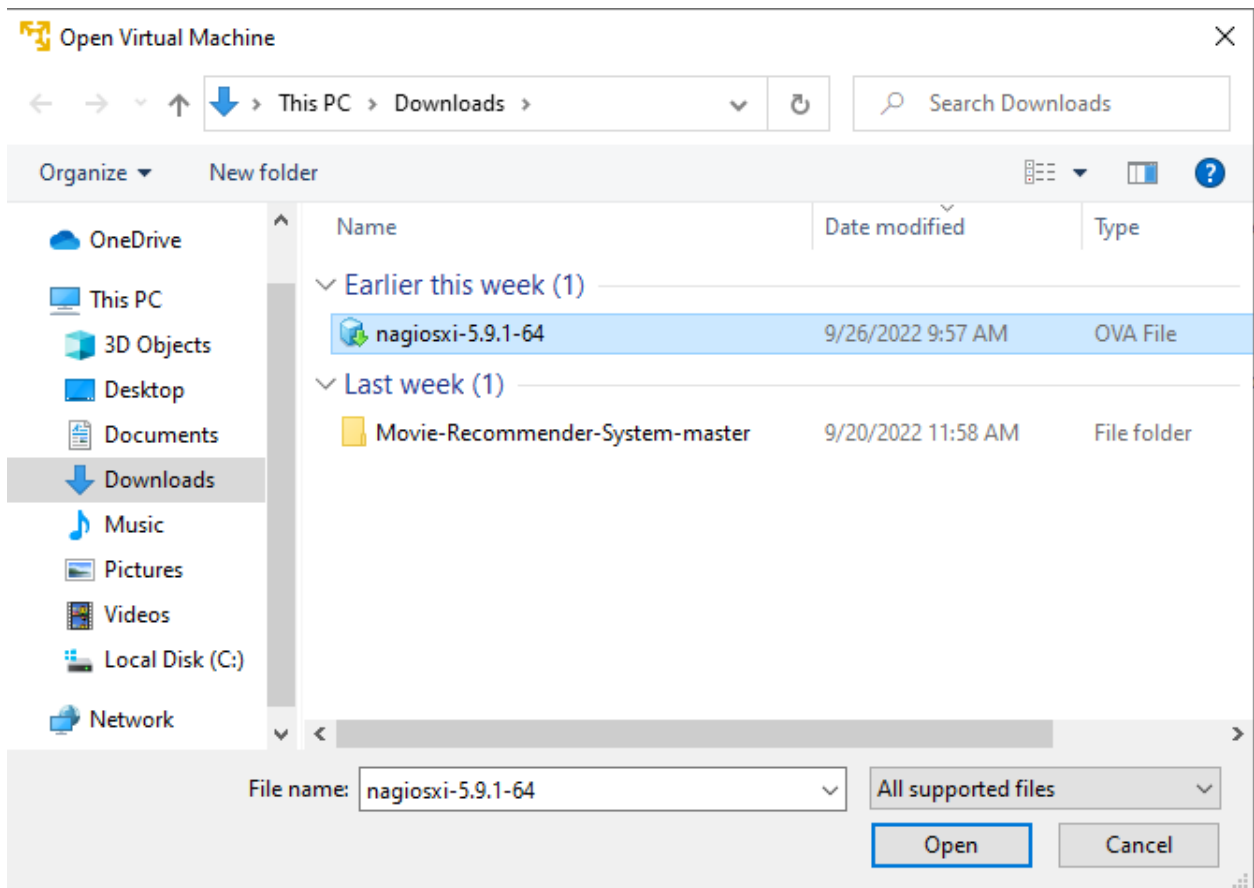 Open Virtual Machine
This PC > Downloads >
Search Downloads
Organize
New folder
?
Name
Date modified
Type
OneDrive
This PC
3D Objects
Desktop
Documents
Downloads
Music
Pictures
Videos
Local Disk (C:)
Network
Earlier this week (1)
nagiosxi-5.9.1-64 9/26/2022 9:57 AM OVA File
Last week (1)
Movie-Recommender-System-master 9/20/2022 11:58 AM File folder
File name: nagiosxi-5.9.1-64
All supported files
Open
Cancel